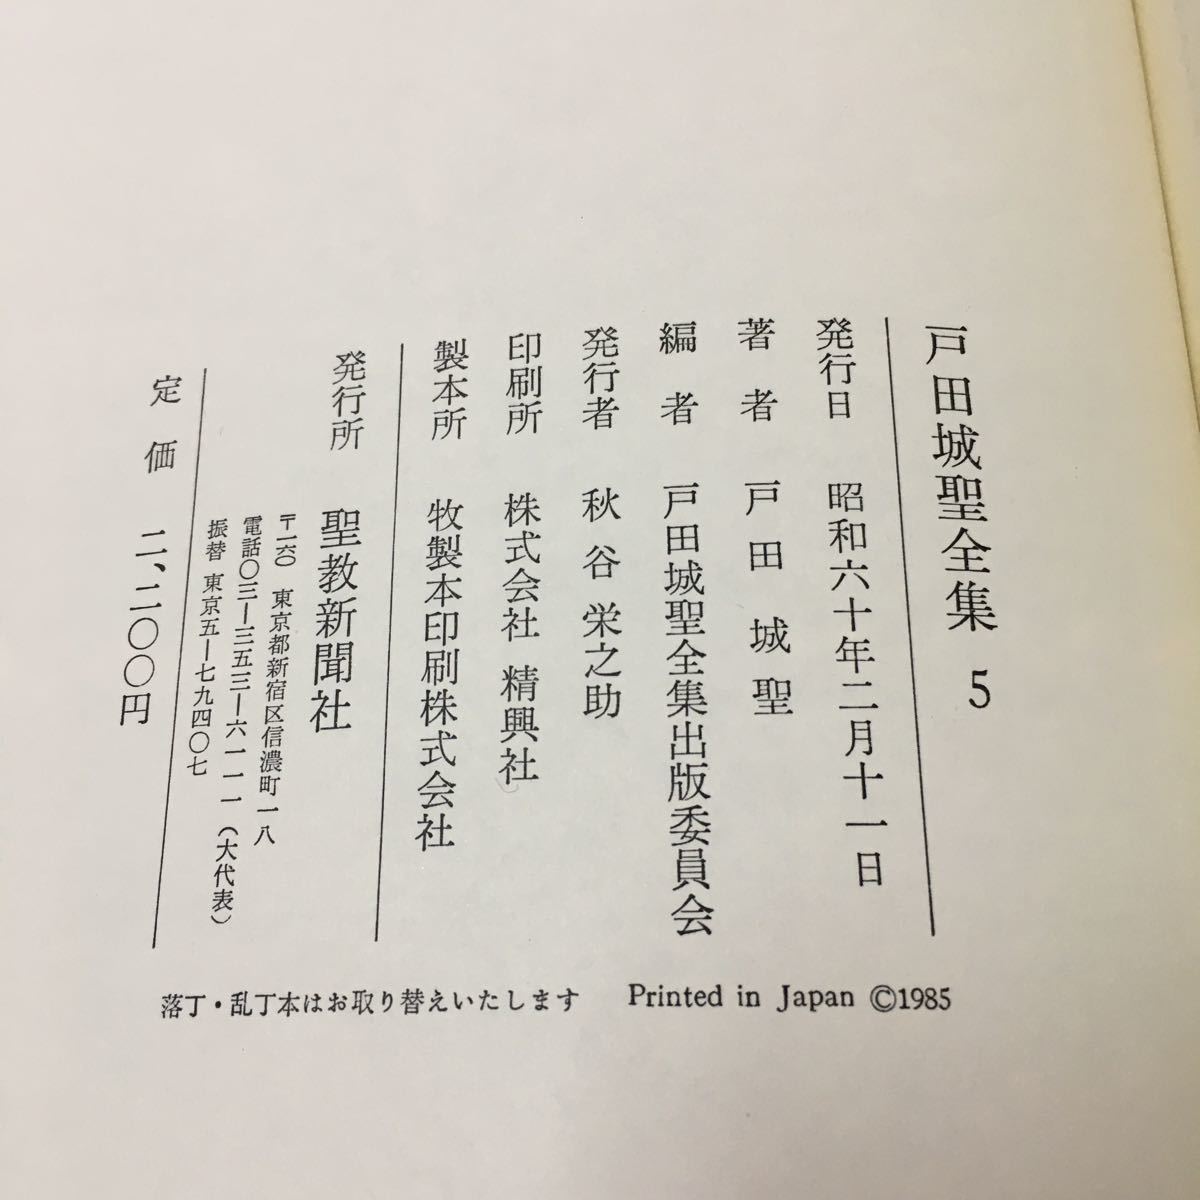 戸田城聖全集 5
発行日 昭和六十年二月十一日
著者 戸田城聖
編者 戸田城聖全集出版委員会
発行者 秋谷栄之助
印刷所 株式会社 精興社
製本所 牧製本印刷株式会社
発行所 聖教新聞社
〒一六〇 東京都新宿区信濃町一八
電話〇三―三五三―六一一一(大代表)
振替 東京五―七九四〇七
定価 二、二〇〇円
落丁・乱丁本はお取り替えいたします Printed in Japan ©1985